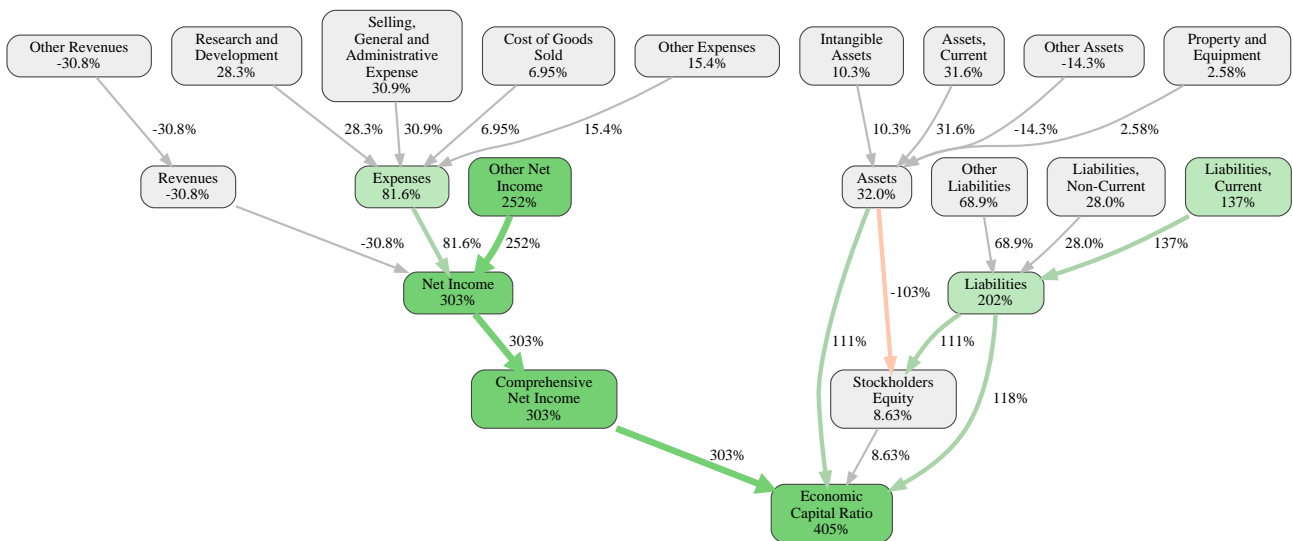 Other Revenues
-30.8%
Research and
Development
28.3%
Selling,
General and
Administrative
Expense
30.9%
Cost of Goods
Sold
6.95%
Other Expenses
15.4%
Intangible
Assets
10.3%
Assets,
Current
31.6%
Other Assets
-14.3%
Property and
Equipment
2.58%
-30.8%
28.3%
30.9%
6.95%
15.4%
10.3%
31.6%
-14.3%
2.58%
Revenues
-30.8%
Expenses
81.6%
Other Net
Income
252%
Assets
32.0%
Other
Liabilities
68.9%
Liabilities,
Non-Current
28.0%
Liabilities,
Current
137%
-30.8%
81.6%
252%
68.9%
28.0%
137%
Net Income
303%
-103%
Liabilities
202%
303%
111%
111%
Comprehensive
Net Income
303%
Stockholders
Equity
8.63%
118%
303%
8.63%
Economic
Capital Ratio
405%